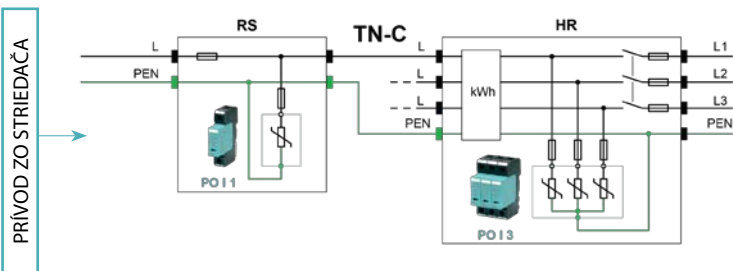 PRÍVOD ZO STRIEDAČA
RS
TN-C
HR
L
PEN
PO I 1
L
L
L
PEN
kWh
PO I 3
L1
L2
L3
PEN